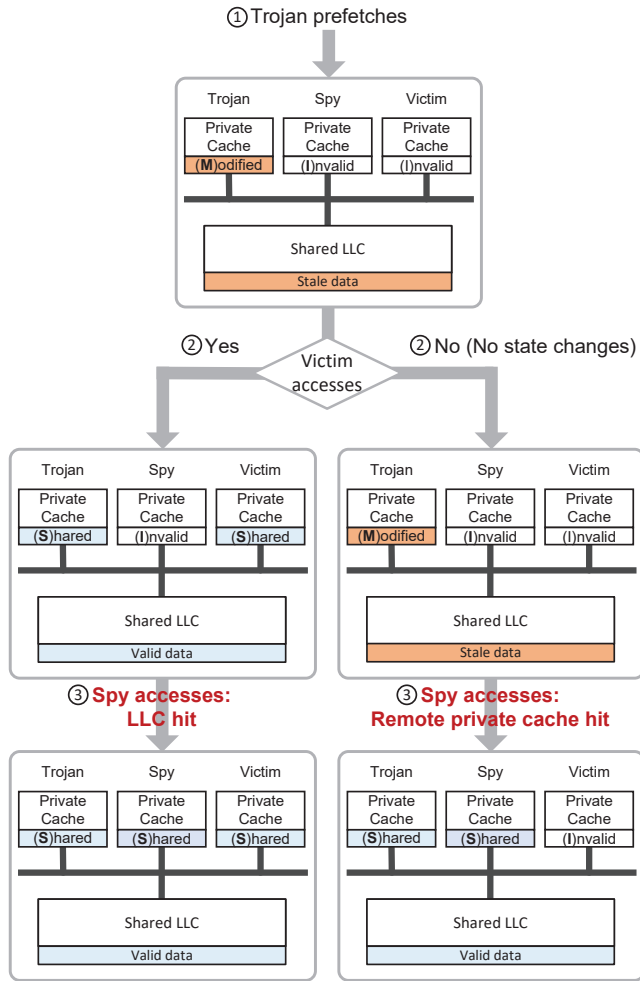 ① Trojan prefetches
Trojan Spy Victim
Private Cache Private Cache Private Cache
(M)odified (I)nvalid (I)nvalid
Shared LLC
Stale data
② Yes
Victim accesses
② No (No state changes)
Trojan Spy Victim
Private Cache Private Cache Private Cache
(S)hared (I)nvalid (S)hared
Shared LLC
Valid data
Trojan Spy Victim
Private Cache Private Cache Private Cache
(M)odified (I)nvalid (I)nvalid
Shared LLC
Stale data
③ Spy accesses:
LLC hit
③ Spy accesses:
Remote private cache hit
Trojan Spy Victim
Private Cache Private Cache Private Cache
(S)hared (S)hared (S)hared
Shared LLC
Valid data
Trojan Spy Victim
Private Cache Private Cache Private Cache
(S)hared (S)hared (I)nvalid
Shared LLC
Valid data